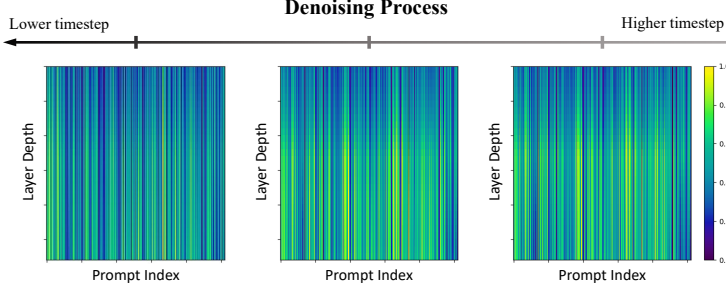 Denoising Process
Lower timestep
Higher timestep
Layer Depth
Prompt Index
Layer Depth
Prompt Index
Layer Depth
Prompt Index